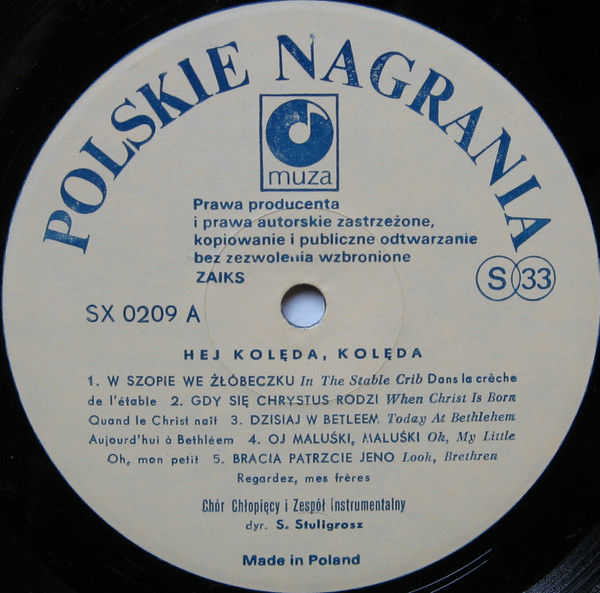 POLSKIE NAGRANIA
muza
Prawa producenta
i prawa autorskie zastrzeżone,
kopiowanie i publiczne odtwarzanie
bez zezwolenia wzbronione
ZAIKS
S 33
SX 0209 A
HEJ KOLĘDA, KOLĘDA
1. W SZOPIE WE ŻŁÓBECZKU In The Stable Crib Dans la crèche
de l'étable 2. GDY SIĘ CHRYSTUS RODZI When Christ Is Born
Quand le Christ naît 3. DZISIAJ W BETLEEM Today At Bethlehem
Aujourd'hui à Bethléem 4. OJ MALUŚKI, MALUŚKI Oh, My Little
Oh, mon petit 5. BRACIA PATRZCIE JENO Look, Brethren
Regardez, mes frères
Chór Chłopięcy i Zespół Instrumentalny
dyr. S. Stuligrosz
Made in Poland